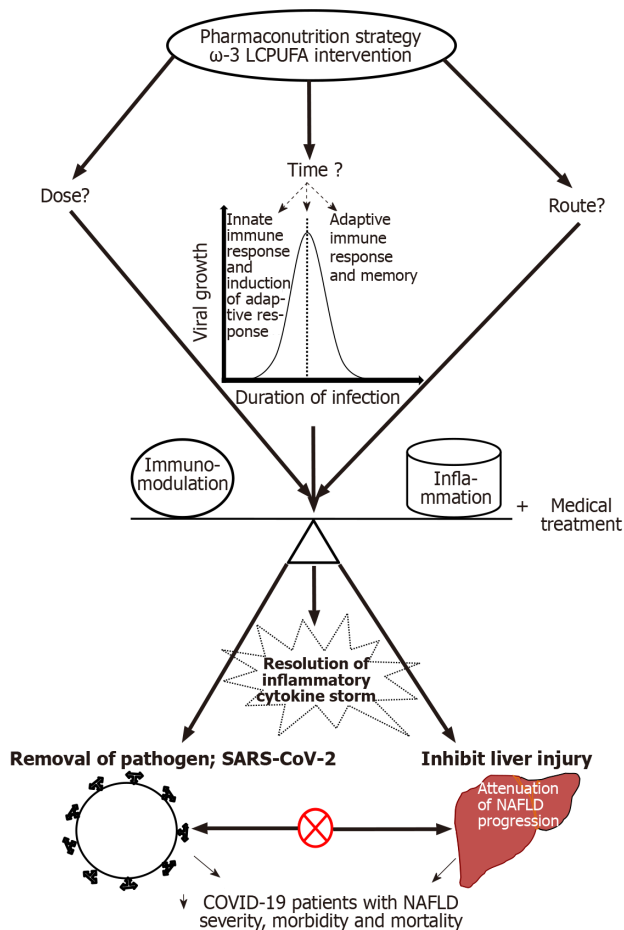 Pharmaconutrition strategy
ω-3 LCPUFA intervention
Time ?
Dose?
Route?
Innate
immune
response
and
induction
of adap-
tive res-
ponse
Adaptive
immune
response
and memory
Viral growth
Duration of infection
Immuno-
modulation
Infla-
mmation
+ Medical
treatment
Resolution of
inflammatory
cytokine storm
Removal of pathogen; SARS-CoV-2
Inhibit liver injury
Attenuation
of NAFLD
progression
COVID-19 patients with NAFLD
severity, morbidity and mortality